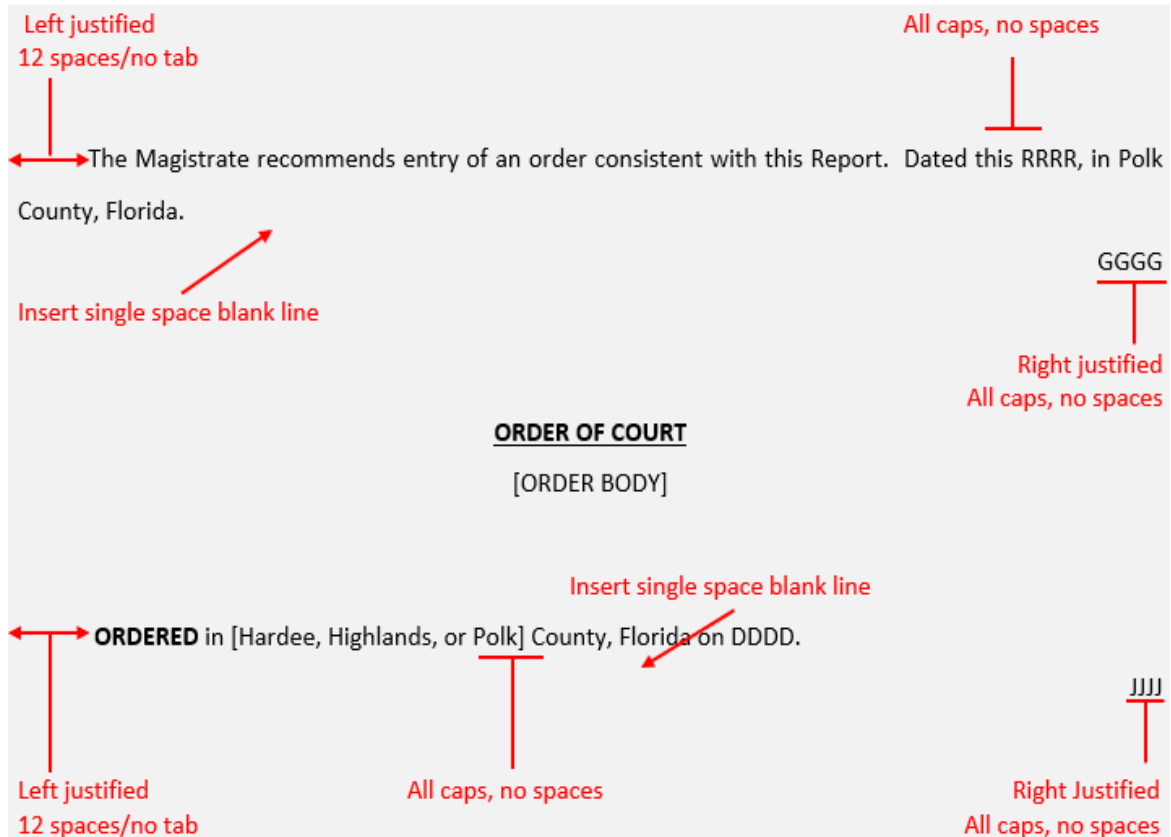 Left justified
12 spaces/no tab
All caps, no spaces
The Magistrate recommends entry of an order consistent with this Report.  Dated this RRRR, in Polk
County, Florida.
GGGG
Insert single space blank line
Right justified
All caps, no spaces
ORDER OF COURT
[ORDER BODY]
Insert single space blank line
ORDERED in [Hardee, Highlands, or Polk] County, Florida on DDDD.
JJJJ
Left justified
12 spaces/no tab
All caps, no spaces
Right Justified
All caps, no spaces